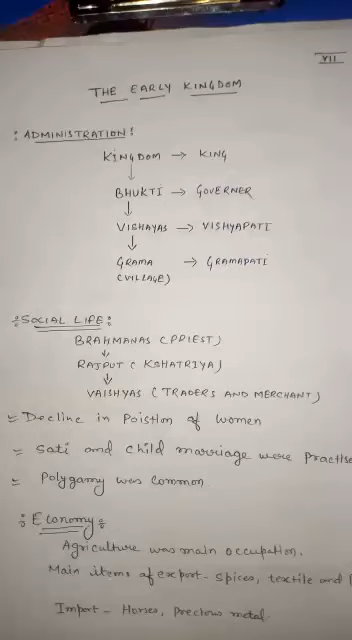 VII
THE EARLY KINGDOM
: ADMINISTRATION :
KINGDOM → KING
↓
BHUKTI → GOVERNER
↓
VISHAYAS → VISHYAPATI
↓
GRAMA → GRAMAPATI
(VILLAGE)
: SOCIAL LIFE :
BRAHMANAS (PRIEST)
↓
RAJPUT ( KSHATRIYA)
↓
VAISHYAS ( TRADERS AND MERCHANT)
= Decline in Poistion of women
= Sati and child marriage were Practise
= Polygamy was common.
: Economy :
Agriculture was main occupation.
Main items of export - spices, textile and
Import - Horses, precious metal.